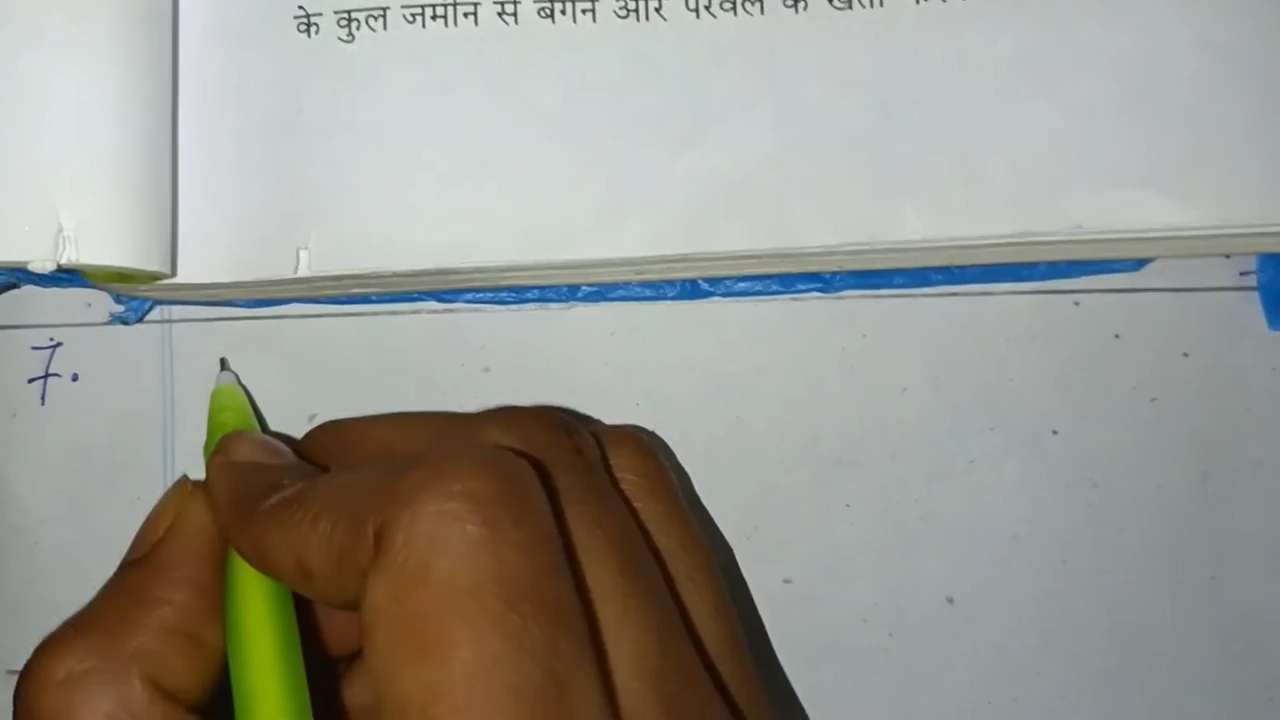 के कुल जमीन से बैगन और परवल के खेती
7.